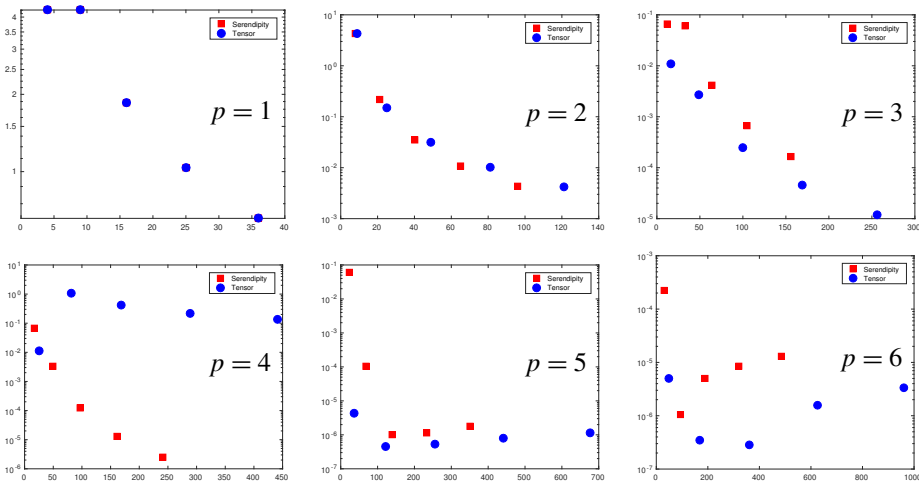 4
3.5
3
2.5
2
1.5
1
0 5 10 15 20 25 30 35 40
Serendipity
Tensor
p = 1
10^1
10^0
10^-1
10^-2
10^-3
0 20 40 60 80 100 120 140
Serendipity
Tensor
p = 2
10^-1
10^-2
10^-3
10^-4
10^-5
0 50 100 150 200 250 300
Serendipity
Tensor
p = 3
10^1
10^0
10^-1
10^-2
10^-3
10^-4
10^-5
10^-6
0 50 100 150 200 250 300 350 400 450
Serendipity
Tensor
p = 4
10^-1
10^-2
10^-3
10^-4
10^-5
10^-6
10^-7
0 100 200 300 400 500 600 700
Serendipity
Tensor
p = 5
10^-3
10^-4
10^-5
10^-6
10^-7
0 200 400 600 800 1000
Serendipity
Tensor
p = 6